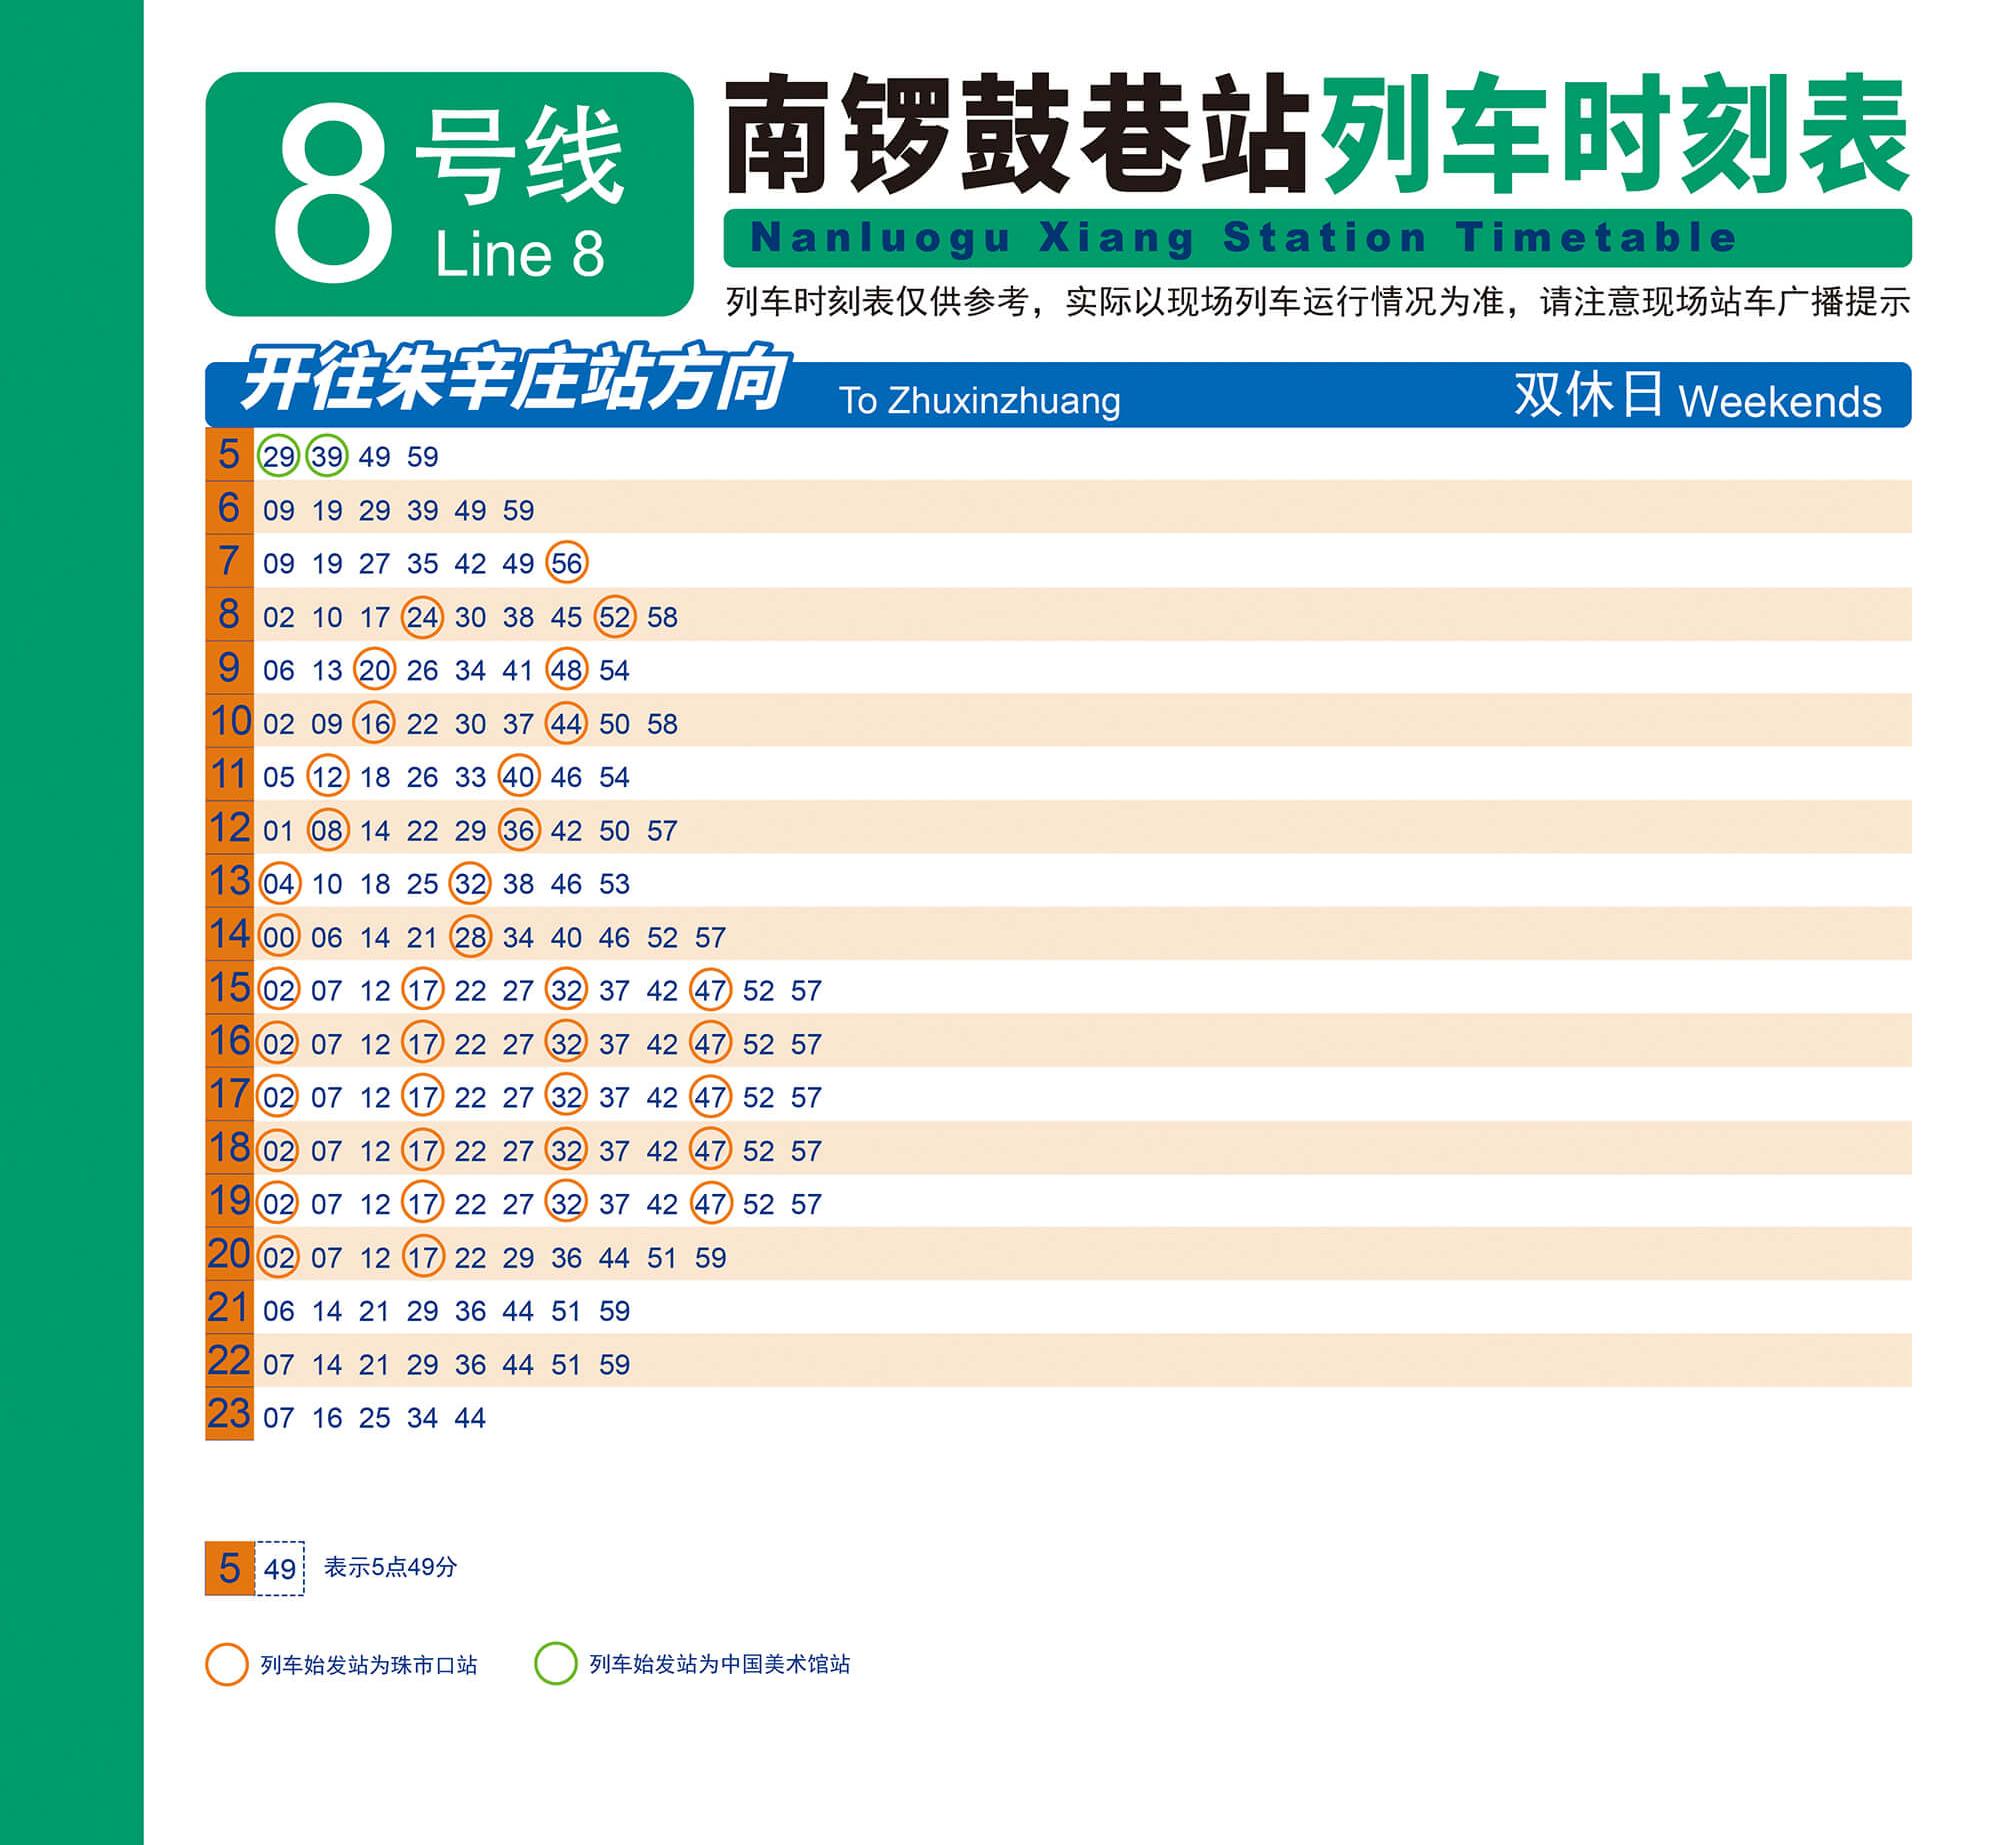 8号线
Line 8
南锣鼓巷站列车时刻表
Nanluogu Xiang Station Timetable
列车时刻表仅供参考，实际以现场列车运行情况为准，请注意现场站车广播提示
开往朱辛庄站方向 To Zhuxinzhuang 双休日 Weekends
5 29 39 49 59
6 09 19 29 39 49 59
7 09 19 27 35 42 49 56
8 02 10 17 24 30 38 45 52 58
9 06 13 20 26 34 41 48 54
10 02 09 16 22 30 37 44 50 58
11 05 12 18 26 33 40 46 54
12 01 08 14 22 29 36 42 50 57
13 04 10 18 25 32 38 46 53
14 00 06 14 21 28 34 40 46 52 57
15 02 07 12 17 22 27 32 37 42 47 52 57
16 02 07 12 17 22 27 32 37 42 47 52 57
17 02 07 12 17 22 27 32 37 42 47 52 57
18 02 07 12 17 22 27 32 37 42 47 52 57
19 02 07 12 17 22 27 32 37 42 47 52 57
20 02 07 12 17 22 29 36 44 51 59
21 06 14 21 29 36 44 51 59
22 07 14 21 29 36 44 51 59
23 07 16 25 34 44
5 49 表示5点49分
列车始发站为珠市口站 列车始发站为中国美术馆站